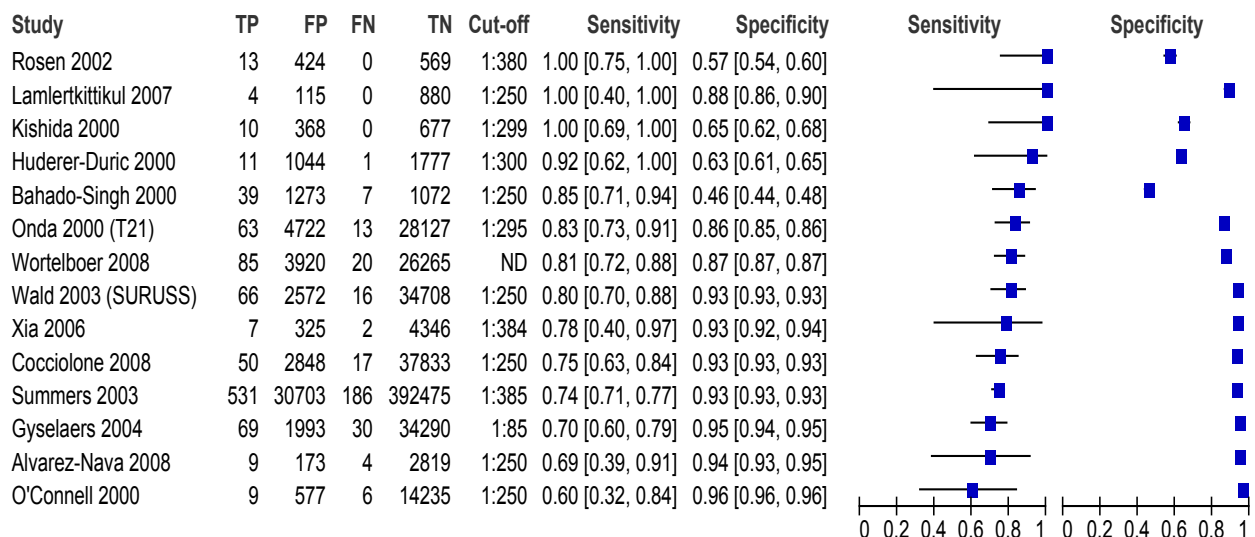 Study TP FP FN TN Cut-off Sensitivity Specificity Sensitivity Specificity
Rosen 2002 13 424 0 569 1:380 1.00 [0.75, 1.00] 0.57 [0.54, 0.60]
Lamlertkittikul 2007 4 115 0 880 1:250 1.00 [0.40, 1.00] 0.88 [0.86, 0.90]
Kishida 2000 10 368 0 677 1:299 1.00 [0.69, 1.00] 0.65 [0.62, 0.68]
Huderer-Duric 2000 11 1044 1 1777 1:300 0.92 [0.62, 1.00] 0.63 [0.61, 0.65]
Bahado-Singh 2000 39 1273 7 1072 1:250 0.85 [0.71, 0.94] 0.46 [0.44, 0.48]
Onda 2000 (T21) 63 4722 13 28127 1:295 0.83 [0.73, 0.91] 0.86 [0.85, 0.86]
Wortelboer 2008 85 3920 20 26265 ND 0.81 [0.72, 0.88] 0.87 [0.87, 0.87]
Wald 2003 (SURUSS) 66 2572 16 34708 1:250 0.80 [0.70, 0.88] 0.93 [0.93, 0.93]
Xia 2006 7 325 2 4346 1:384 0.78 [0.40, 0.97] 0.93 [0.92, 0.94]
Cocciolone 2008 50 2848 17 37833 1:250 0.75 [0.63, 0.84] 0.93 [0.93, 0.93]
Summers 2003 531 30703 186 392475 1:385 0.74 [0.71, 0.77] 0.93 [0.93, 0.93]
Gyselaers 2004 69 1993 30 34290 1:85 0.70 [0.60, 0.79] 0.95 [0.94, 0.95]
Alvarez-Nava 2008 9 173 4 2819 1:250 0.69 [0.39, 0.91] 0.94 [0.93, 0.95]
O'Connell 2000 9 577 6 14235 1:250 0.60 [0.32, 0.84] 0.96 [0.96, 0.96]
0 0.2 0.4 0.6 0.8 1 0 0.2 0.4 0.6 0.8 1